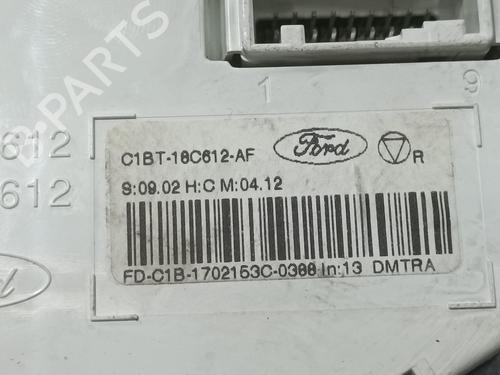 B-PARTS
1 9
612
612
C1BT-18C612-AF Ford R
S:09.02 H:C M:04.12
FD-C1B-1702153C-0388 In:13 DMTRA